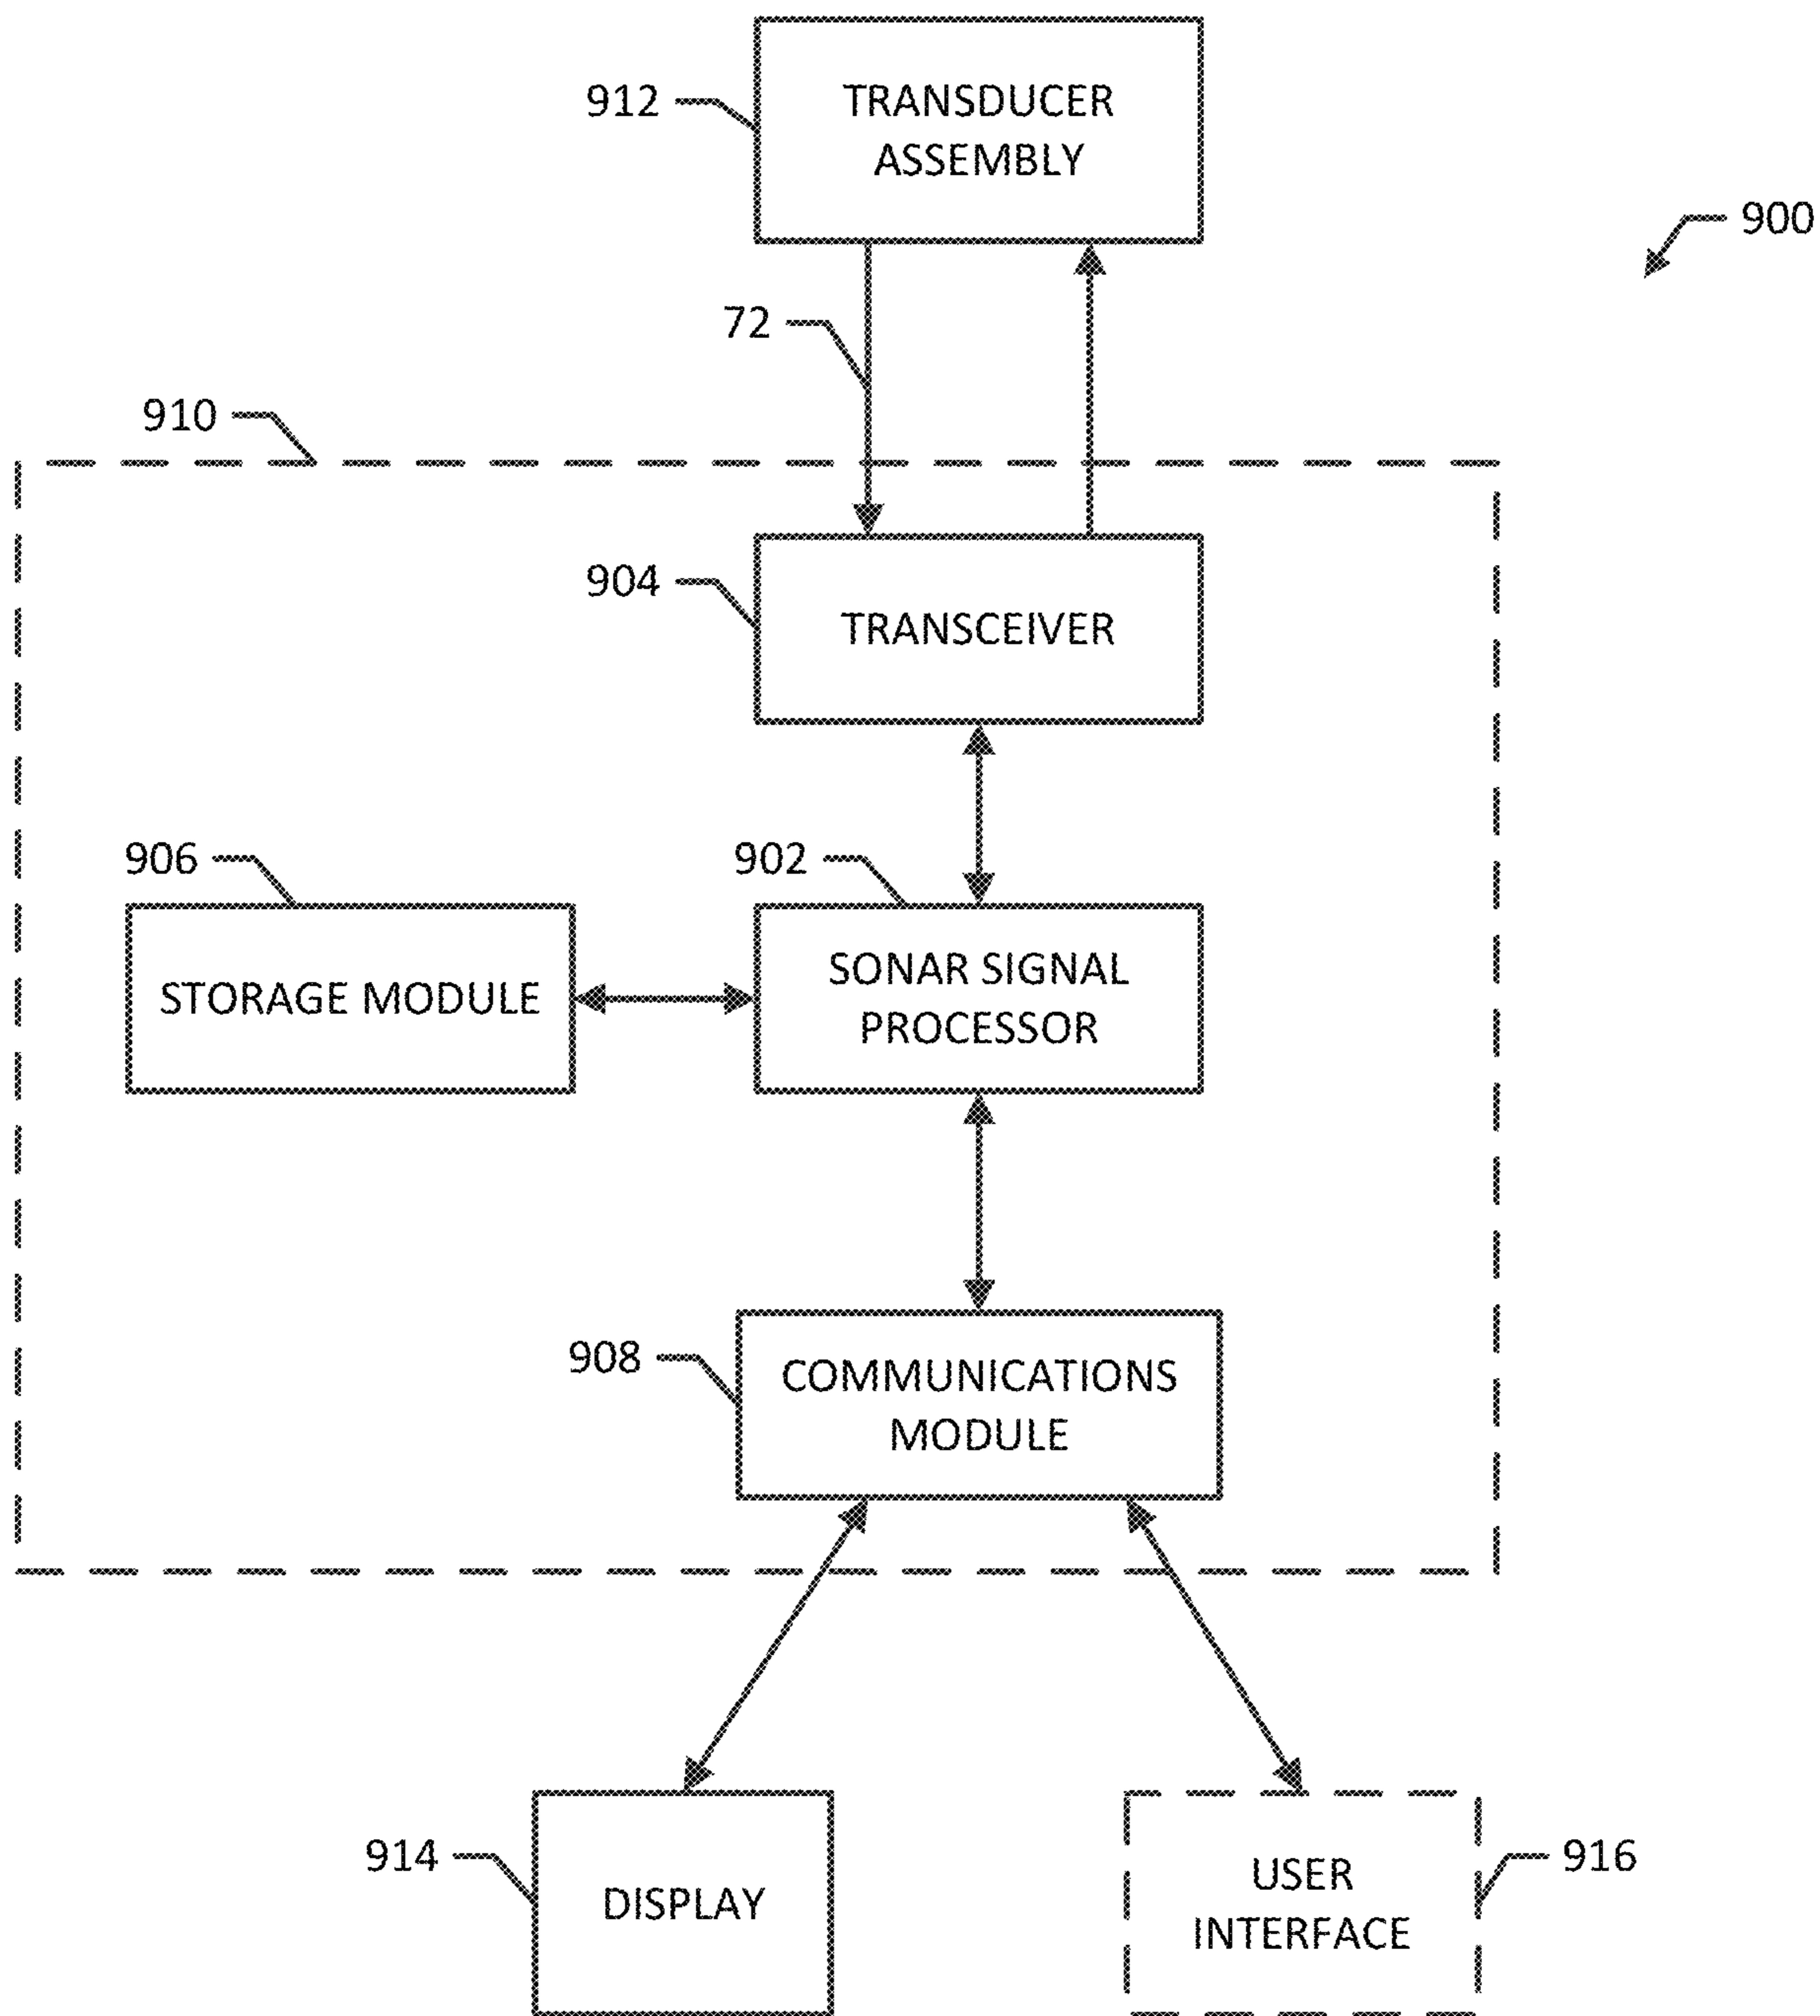 912
TRANSDUCER
ASSEMBLY
900
72
910
904
TRANSCEIVER
906
902
STORAGE MODULE
SONAR SIGNAL
PROCESSOR
908
COMMUNICATIONS
MODULE
914
DISPLAY
USER
INTERFACE
916